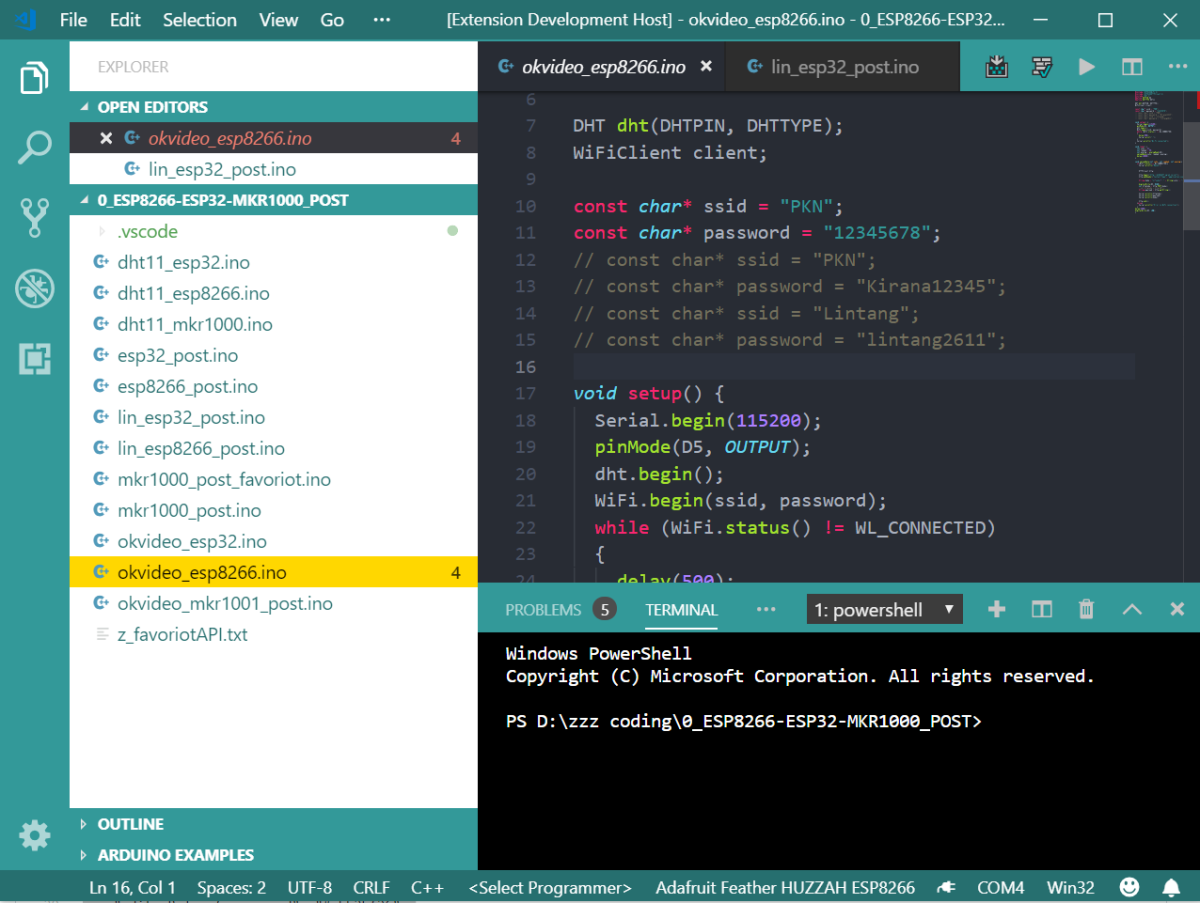 File Edit Selection View Go ··· [Extension Development Host] - okvideo_esp8266.ino - 0_ESP8266-ESP32...
EXPLORER
OPEN EDITORS
okvideo_esp8266.ino 4
lin_esp32_post.ino
0_ESP8266-ESP32-MKR1000_POST
.vscode
dht11_esp32.ino
dht11_esp8266.ino
dht11_mkr1000.ino
esp32_post.ino
esp8266_post.ino
lin_esp32_post.ino
lin_esp8266_post.ino
mkr1000_post_favoriot.ino
mkr1000_post.ino
okvideo_esp32.ino
okvideo_esp8266.ino 4
okvideo_mkr1001_post.ino
z_favoriotAPI.txt
OUTLINE
ARDUINO EXAMPLES
okvideo_esp8266.ino lin_esp32_post.ino
6
7 DHT dht(DHTPIN, DHTTYPE);
8 WiFiClient client;
9
10 const char* ssid = "PKN";
11 const char* password = "12345678";
12 // const char* ssid = "PKN";
13 // const char* password = "Kirana12345";
14 // const char* ssid = "Lintang";
15 // const char* password = "lintang2611";
16
17 void setup() {
18 Serial.begin(115200);
19 pinMode(D5, OUTPUT);
20 dht.begin();
21 WiFi.begin(ssid, password);
22 while (WiFi.status() != WL_CONNECTED)
23 {
24 delay(500);
PROBLEMS 5 TERMINAL ··· 1: powershell
Windows PowerShell
Copyright (C) Microsoft Corporation. All rights reserved.
PS D:\zzz coding\0_ESP8266-ESP32-MKR1000_POST>
Ln 16, Col 1 Spaces: 2 UTF-8 CRLF C++ <Select Programmer> Adafruit Feather HUZZAH ESP8266 COM4 Win32